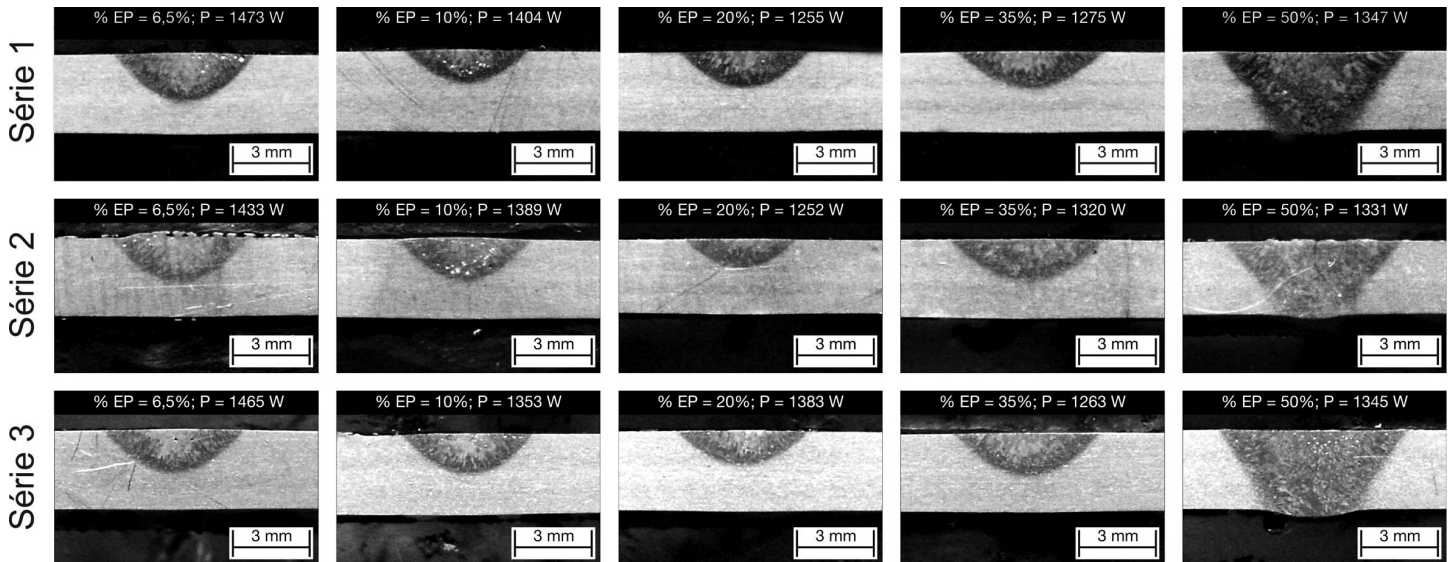 % EP = 6,5%; P = 1473 W
% EP = 10%; P = 1404 W
% EP = 20%; P = 1255 W
% EP = 35%; P = 1275 W
% EP = 50%; P = 1347 W
Série 1
3 mm
3 mm
3 mm
3 mm
3 mm
% EP = 6,5%; P = 1433 W
% EP = 10%; P = 1389 W
% EP = 20%; P = 1252 W
% EP = 35%; P = 1320 W
% EP = 50%; P = 1331 W
Série 2
3 mm
3 mm
3 mm
3 mm
3 mm
% EP = 6,5%; P = 1465 W
% EP = 10%; P = 1353 W
% EP = 20%; P = 1383 W
% EP = 35%; P = 1263 W
% EP = 50%; P = 1345 W
Série 3
3 mm
3 mm
3 mm
3 mm
3 mm